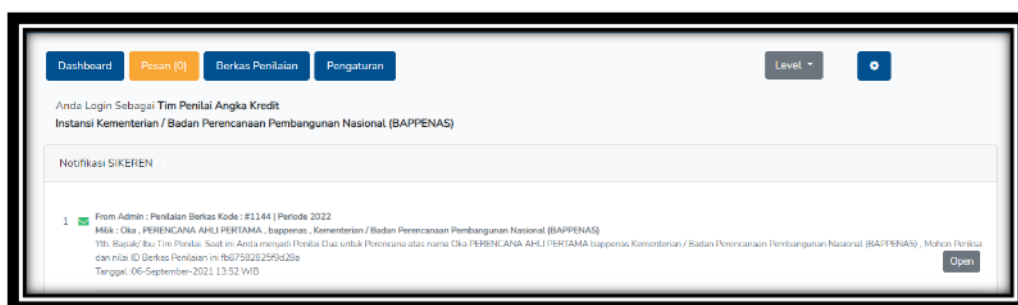 Dashboard Pesan (0) Berkas Penilaian Pengaturan Level
Anda Login Sebagai Tim Penilai Angka Kredit
Instansi Kementerian / Badan Perencanaan Pembangunan Nasional (BAPPENAS)
Notifikasi SIKEREN
1 From Admin : Penilaian Berkas Kode : #1144 | Periode 2022
Milik : Oka , PERENCANA AHLI PERTAMA , bappenas , Kementerian / Badan Perencanaan Pembangunan Nasional (BAPPENAS)
Yth. Bapak/ Ibu Tim Penilai. Saat ini Anda menjadi Penilai Dua untuk Perencana atas nama Oka PERENCANA AHLI PERTAMA bappenas Kementerian / Badan Perencanaan Pembangunan Nasional (BAPPENAS) , Mohon Periksa
dan nilai ID Berkas Penilaian ini
Tanggal :06-September-2021 13:52 WIB
Open